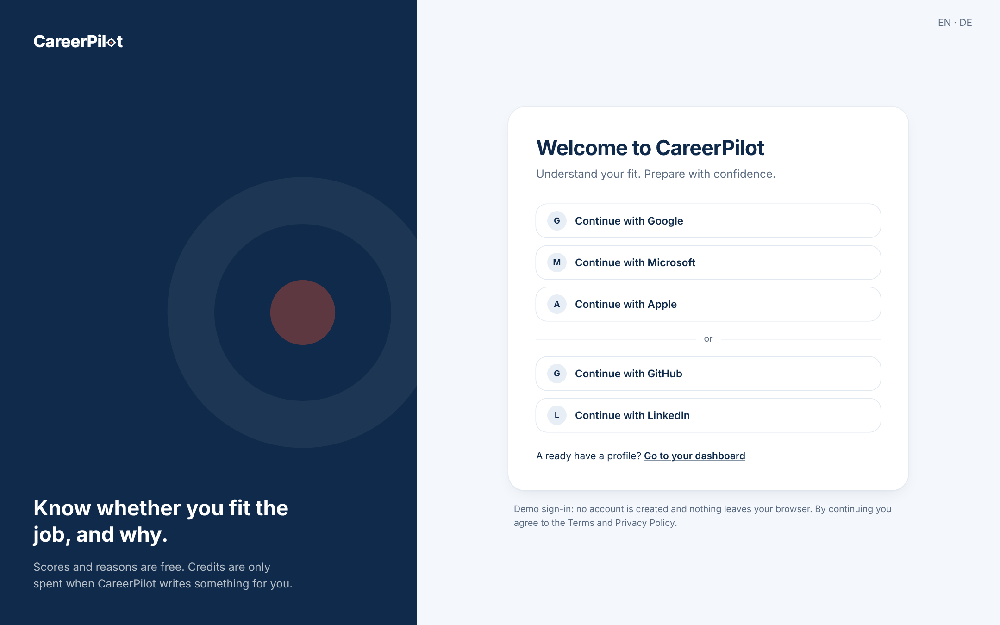 CareerPilot
Know whether you fit the
job, and why.
Scores and reasons are free. Credits are only
spent when CareerPilot writes something for you.
EN · DE
Welcome to CareerPilot
Understand your fit. Prepare with confidence.
G Continue with Google
M Continue with Microsoft
A Continue with Apple
or
G Continue with GitHub
L Continue with LinkedIn
Already have a profile? Go to your dashboard
Demo sign-in: no account is created and nothing leaves your browser. By continuing you
agree to the Terms and Privacy Policy.